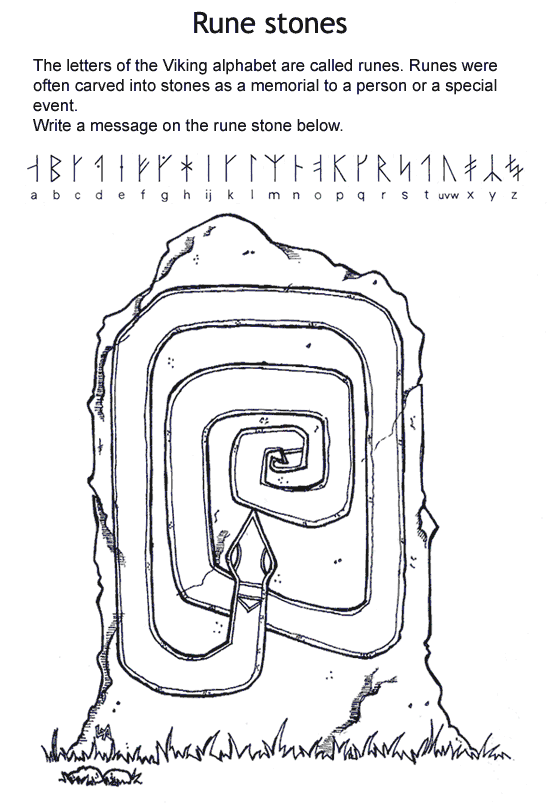 Rune stones
The letters of the Viking alphabet are called runes. Runes were
often carved into stones as a memorial to a person or a special
event.
Write a message on the rune stone below.
a b c d e f g h ij k l m n o p q r s t uvw x y z